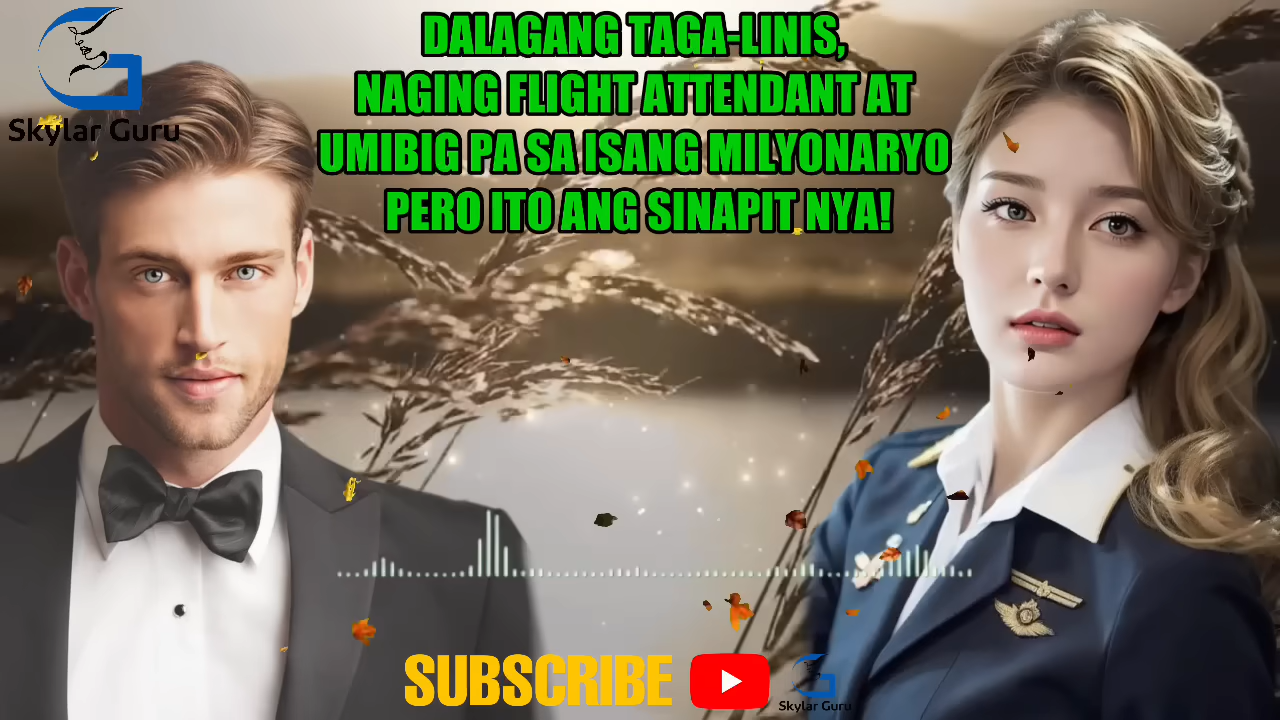 Skylar Guru
DALAGANG TAGA-LINIS,
NAGING FLIGHT ATTENDANT AT
UMIBIG PA SA ISANG MILYONARYO
PERO ITO ANG SINAPIT NYA!
SUBSCRIBE
Skylar Guru